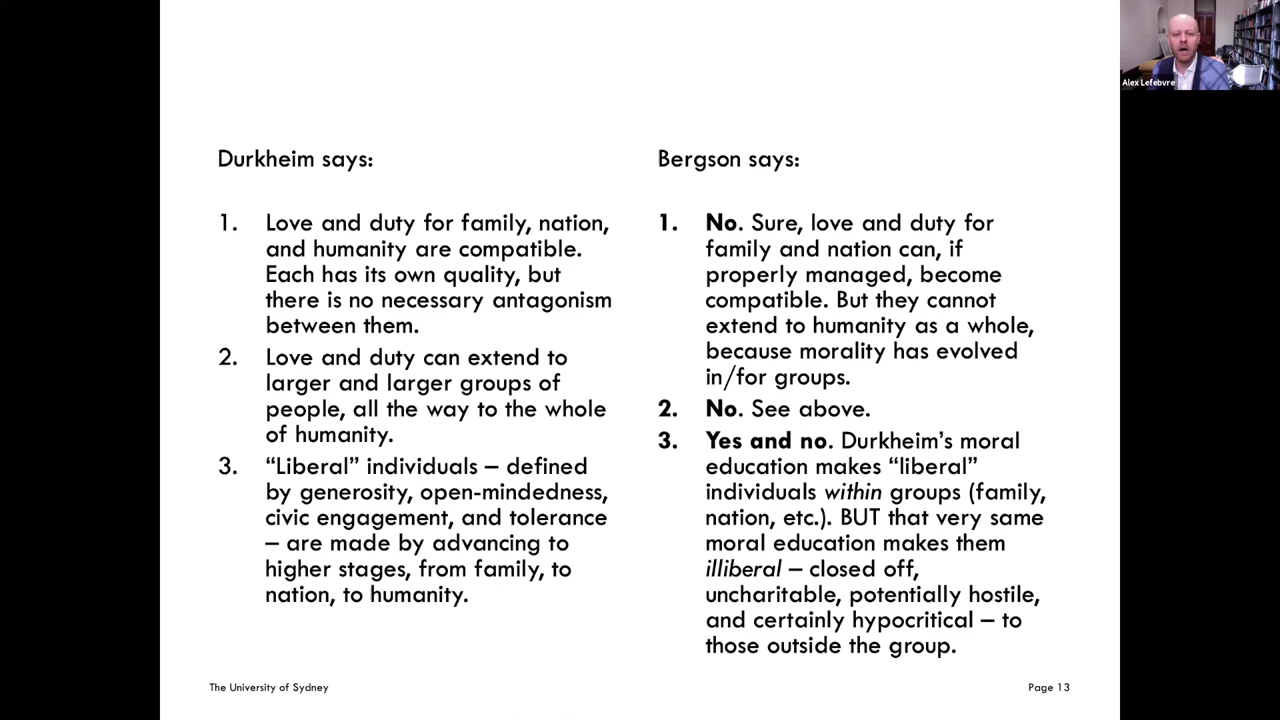 Alex Lefebvre
Durkheim says:
1. Love and duty for family, nation,
and humanity are compatible.
Each has its own quality, but
there is no necessary antagonism
between them.
2. Love and duty can extend to
larger and larger groups of
people, all the way to the whole
of humanity.
3. “Liberal” individuals – defined
by generosity, open-mindedness,
civic engagement, and tolerance
– are made by advancing to
higher stages, from family, to
nation, to humanity.
Bergson says:
1. No. Sure, love and duty for
family and nation can, if
properly managed, become
compatible. But they cannot
extend to humanity as a whole,
because morality has evolved
in/for groups.
2. No. See above.
3. Yes and no. Durkheim’s moral
education makes “liberal”
individuals within groups (family,
nation, etc.). BUT that very same
moral education makes them
illiberal – closed off,
uncharitable, potentially hostile,
and certainly hypocritical – to
those outside the group.
The University of Sydney
Page 13